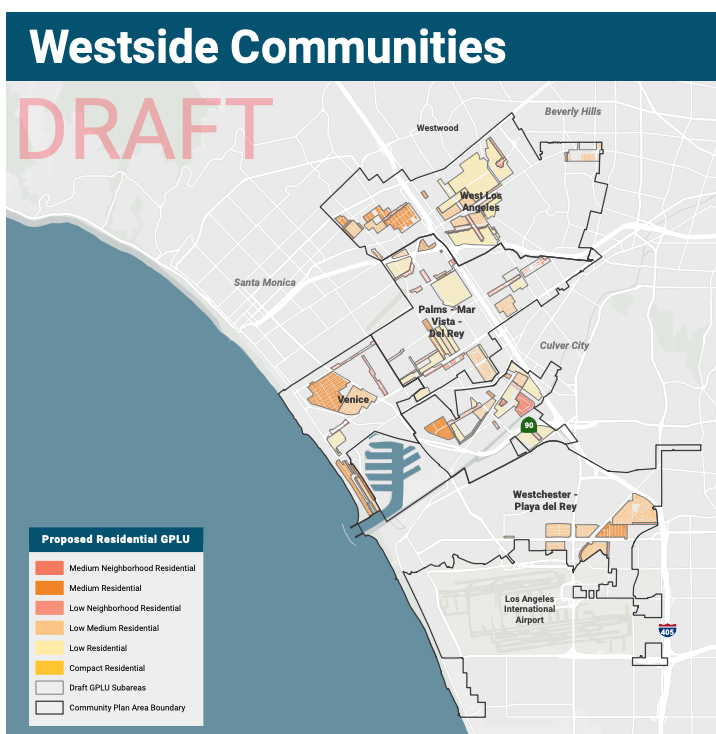 Westside Communities
DRAFT
Beverly Hills
Westwood
West Los
Angeles
Santa Monica
Palms - Mar
Vista -
Del Rey
Culver City
Venice
90
Westchester -
Playa del Rey
Los Angeles
International
Airport
405
Proposed Residential GPLU
Medium Neighborhood Residential
Medium Residential
Low Neighborhood Residential
Low Medium Residential
Low Residential
Compact Residential
Draft GPLU Subareas
Community Plan Area Boundary